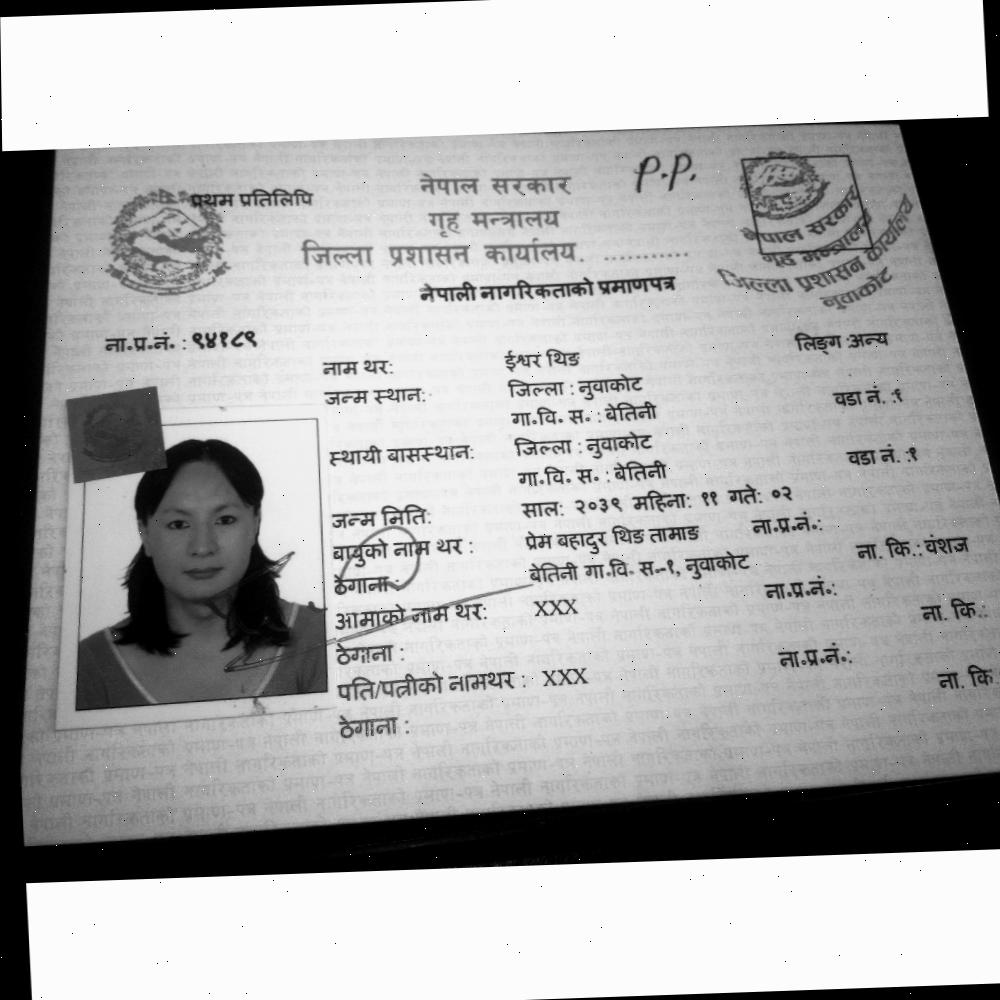 P.P.
प्रथम प्रतिलिपि
नेपाल सरकार
गृह मन्त्रालय
जिल्ला प्रशासन कार्यालय. ...........
नेपाली नागरिकताको प्रमाणपत्र
नेपाल सरकार
गृह मन्त्रालय
जिल्ला प्रशासन कार्यालय
नुवाकोट
ना.प्र.नं. : ९४१८९
नाम थर: ईश्वर थिङ लिङ्ग :अन्य
जन्म स्थान: जिल्ला : नुवाकोट
गा.वि. स. : बेतिनी वडा नं. :१
स्थायी बासस्थान: जिल्ला : नुवाकोट
गा.वि. स. : बेतिनी वडा नं. :१
जन्म मिति: साल: २०३९ महिना: ११ गते: ०२
बाबुको नाम थर : प्रेम बहादुर थिङ तामाङ ना.प्र.नं.:
ठेगाना : बेतिनी गा.वि. स.-१, नुवाकोट ना. कि.: वंशज
आमाको नाम थर: XXX ना.प्र.नं.:
ठेगाना : ना. कि.:
पति/पत्नीको नामथर : XXX ना.प्र.नं.:
ठेगाना : ना. कि